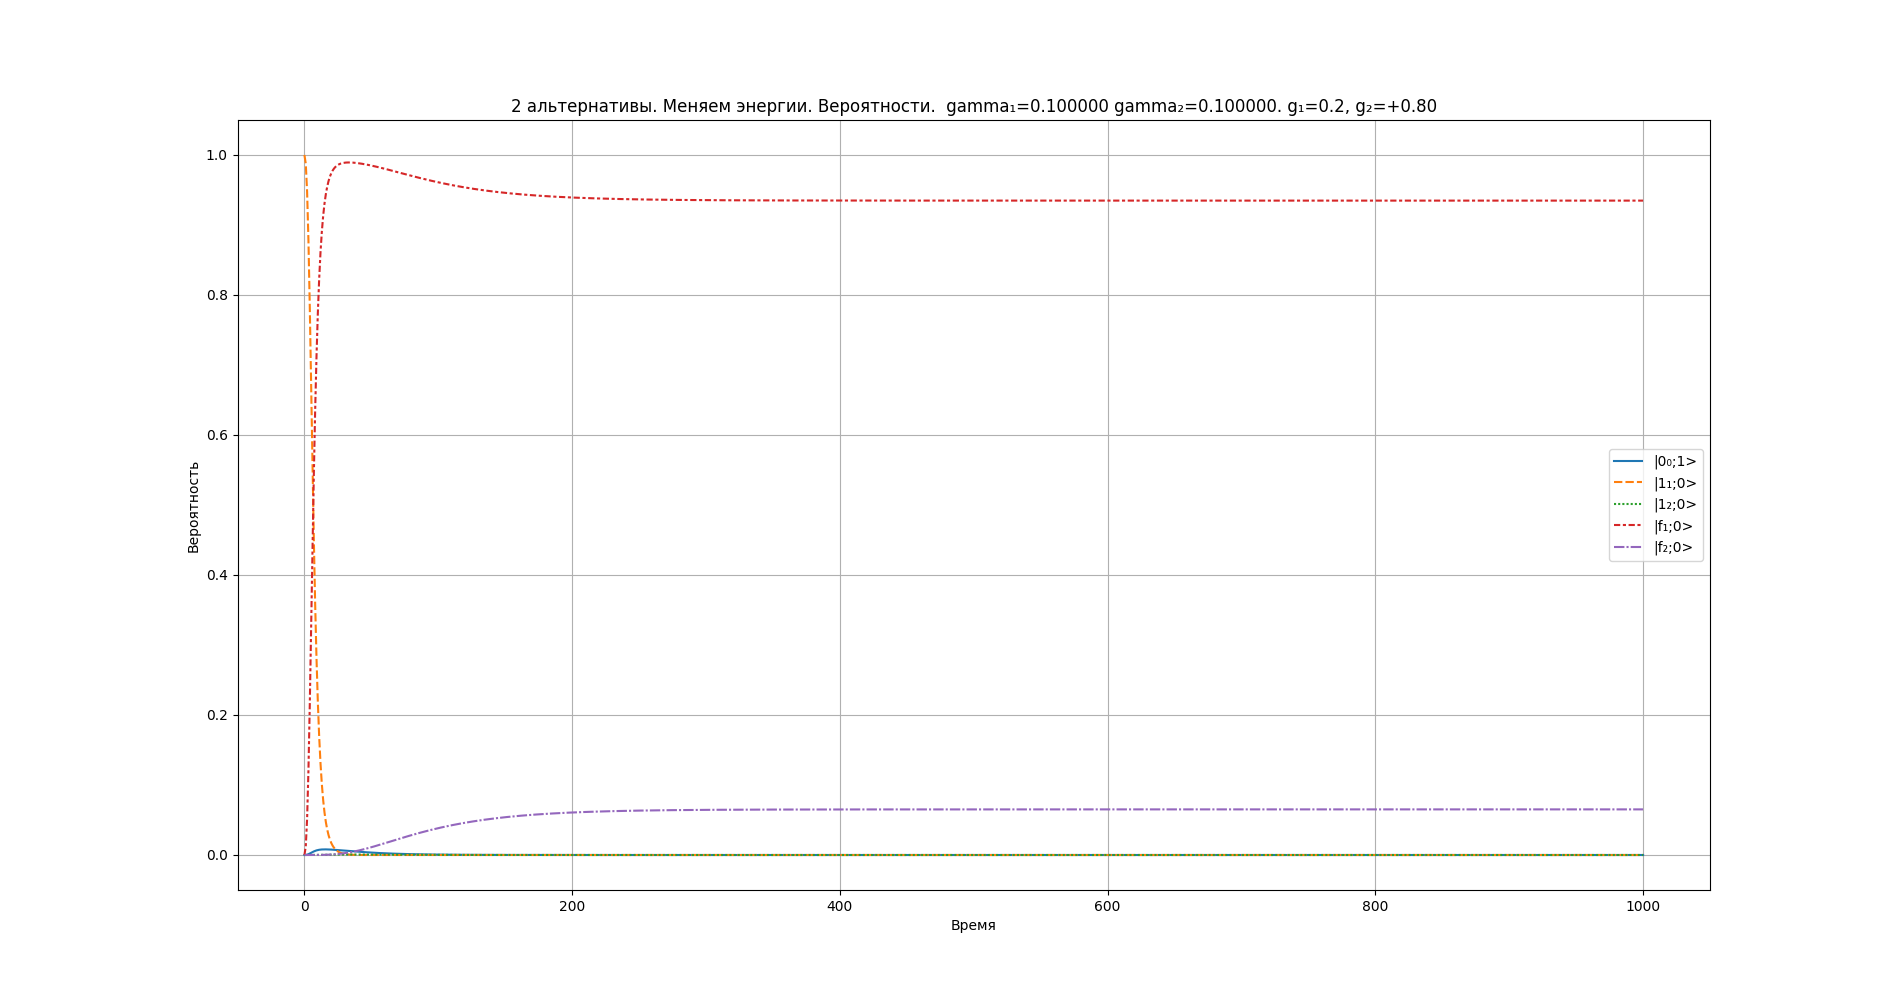 2 альтернативы. Меняем энергии. Вероятности.  gamma₁=0.100000 gamma₂=0.100000. g₁=0.2, g₂=+0.80
1.0
0.8
0.6
0.4
0.2
0.0
Вероятность
|0₀;1>
|1₁;0>
|1₂;0>
|f₁;0>
|f₂;0>
0 200 400 600 800 1000
Время